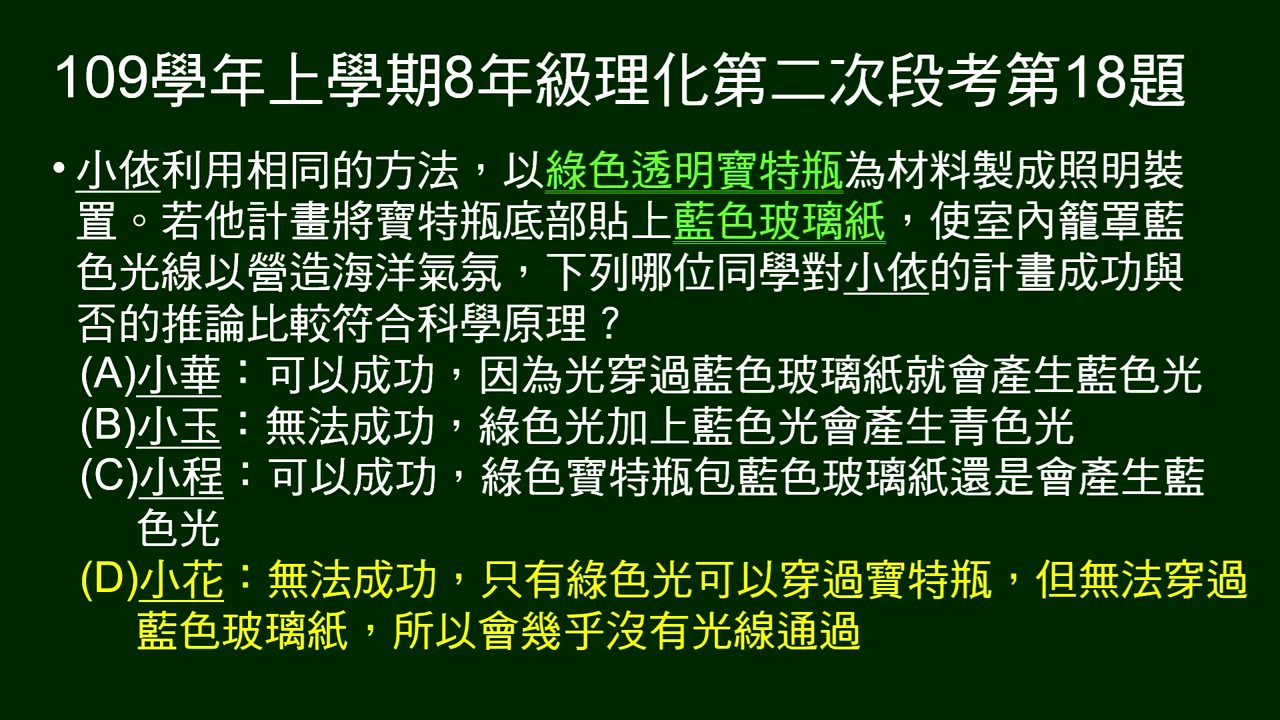 109學年上學期8年級理化第二次段考第18題
• 小依利用相同的方法，以綠色透明寶特瓶為材料製成照明裝
置。若他計畫將寶特瓶底部貼上藍色玻璃紙，使室內籠罩藍
色光線以營造海洋氣氛，下列哪位同學對小依的計畫成功與
否的推論比較符合科學原理？
(A)小華：可以成功，因為光穿過藍色玻璃紙就會產生藍色光
(B)小玉：無法成功，綠色光加上藍色光會產生青色光
(C)小程：可以成功，綠色寶特瓶包藍色玻璃紙還是會產生藍
色光
(D)小花：無法成功，只有綠色光可以穿過寶特瓶，但無法穿過
藍色玻璃紙，所以會幾乎沒有光線通過